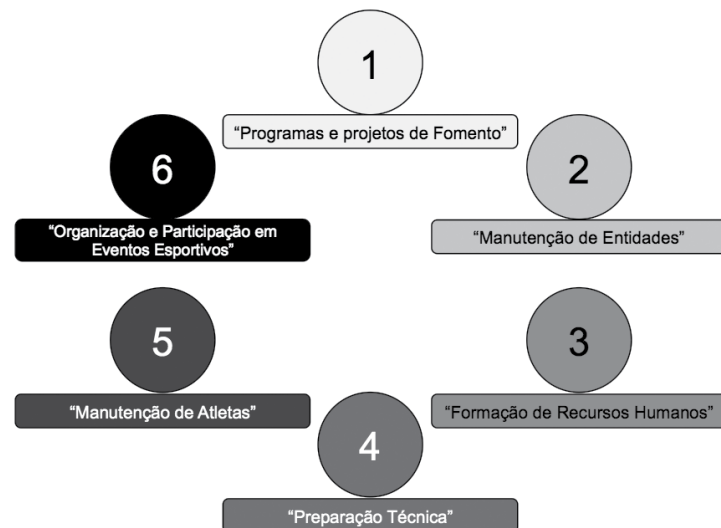 1
“Programas e projetos de Fomento”
2
“Manutenção de Entidades”
3
“Formação de Recursos Humanos”
4
“Preparação Técnica”
5
“Manutenção de Atletas”
6
“Organização e Participação em
Eventos Esportivos”